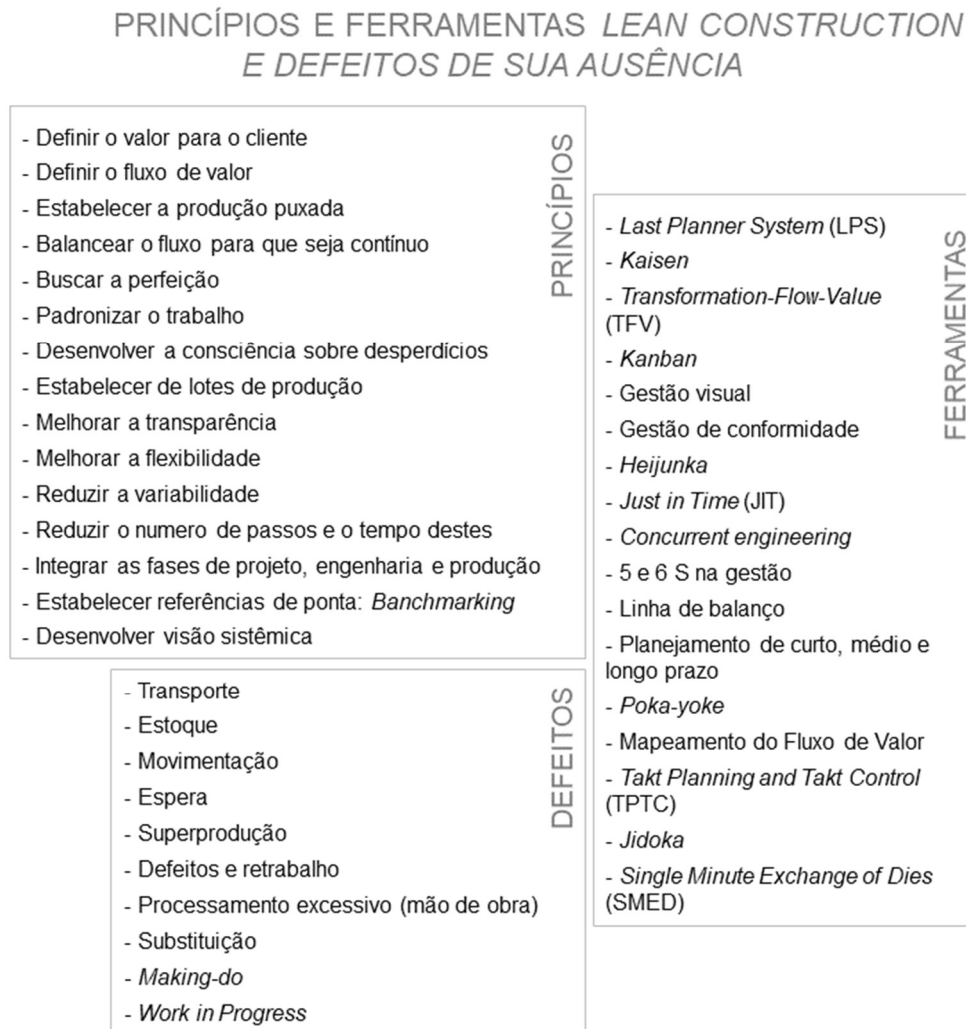 PRINCÍPIOS E FERRAMENTAS LEAN CONSTRUCTION
E DEFEITOS DE SUA AUSÊNCIA
PRINCÍPIOS
- Definir o valor para o cliente
- Definir o fluxo de valor
- Estabelecer a produção puxada
- Balancear o fluxo para que seja contínuo
- Buscar a perfeição
- Padronizar o trabalho
- Desenvolver a consciência sobre desperdícios
- Estabelecer de lotes de produção
- Melhorar a transparência
- Melhorar a flexibilidade
- Reduzir a variabilidade
- Reduzir o numero de passos e o tempo destes
- Integrar as fases de projeto, engenharia e produção
- Estabelecer referências de ponta: Banchmarking
- Desenvolver visão sistêmica
FERRAMENTAS
- Last Planner System (LPS)
- Kaisen
- Transformation-Flow-Value
(TFV)
- Kanban
- Gestão visual
- Gestão de conformidade
- Heijunka
- Just in Time (JIT)
- Concurrent engineering
- 5 e 6 S na gestão
- Linha de balanço
- Planejamento de curto, médio e
longo prazo
- Poka-yoke
- Mapeamento do Fluxo de Valor
- Takt Planning and Takt Control
(TPTC)
- Jidoka
- Single Minute Exchange of Dies
(SMED)
DEFEITOS
- Transporte
- Estoque
- Movimentação
- Espera
- Superprodução
- Defeitos e retrabalho
- Processamento excessivo (mão de obra)
- Substituição
- Making-do
- Work in Progress